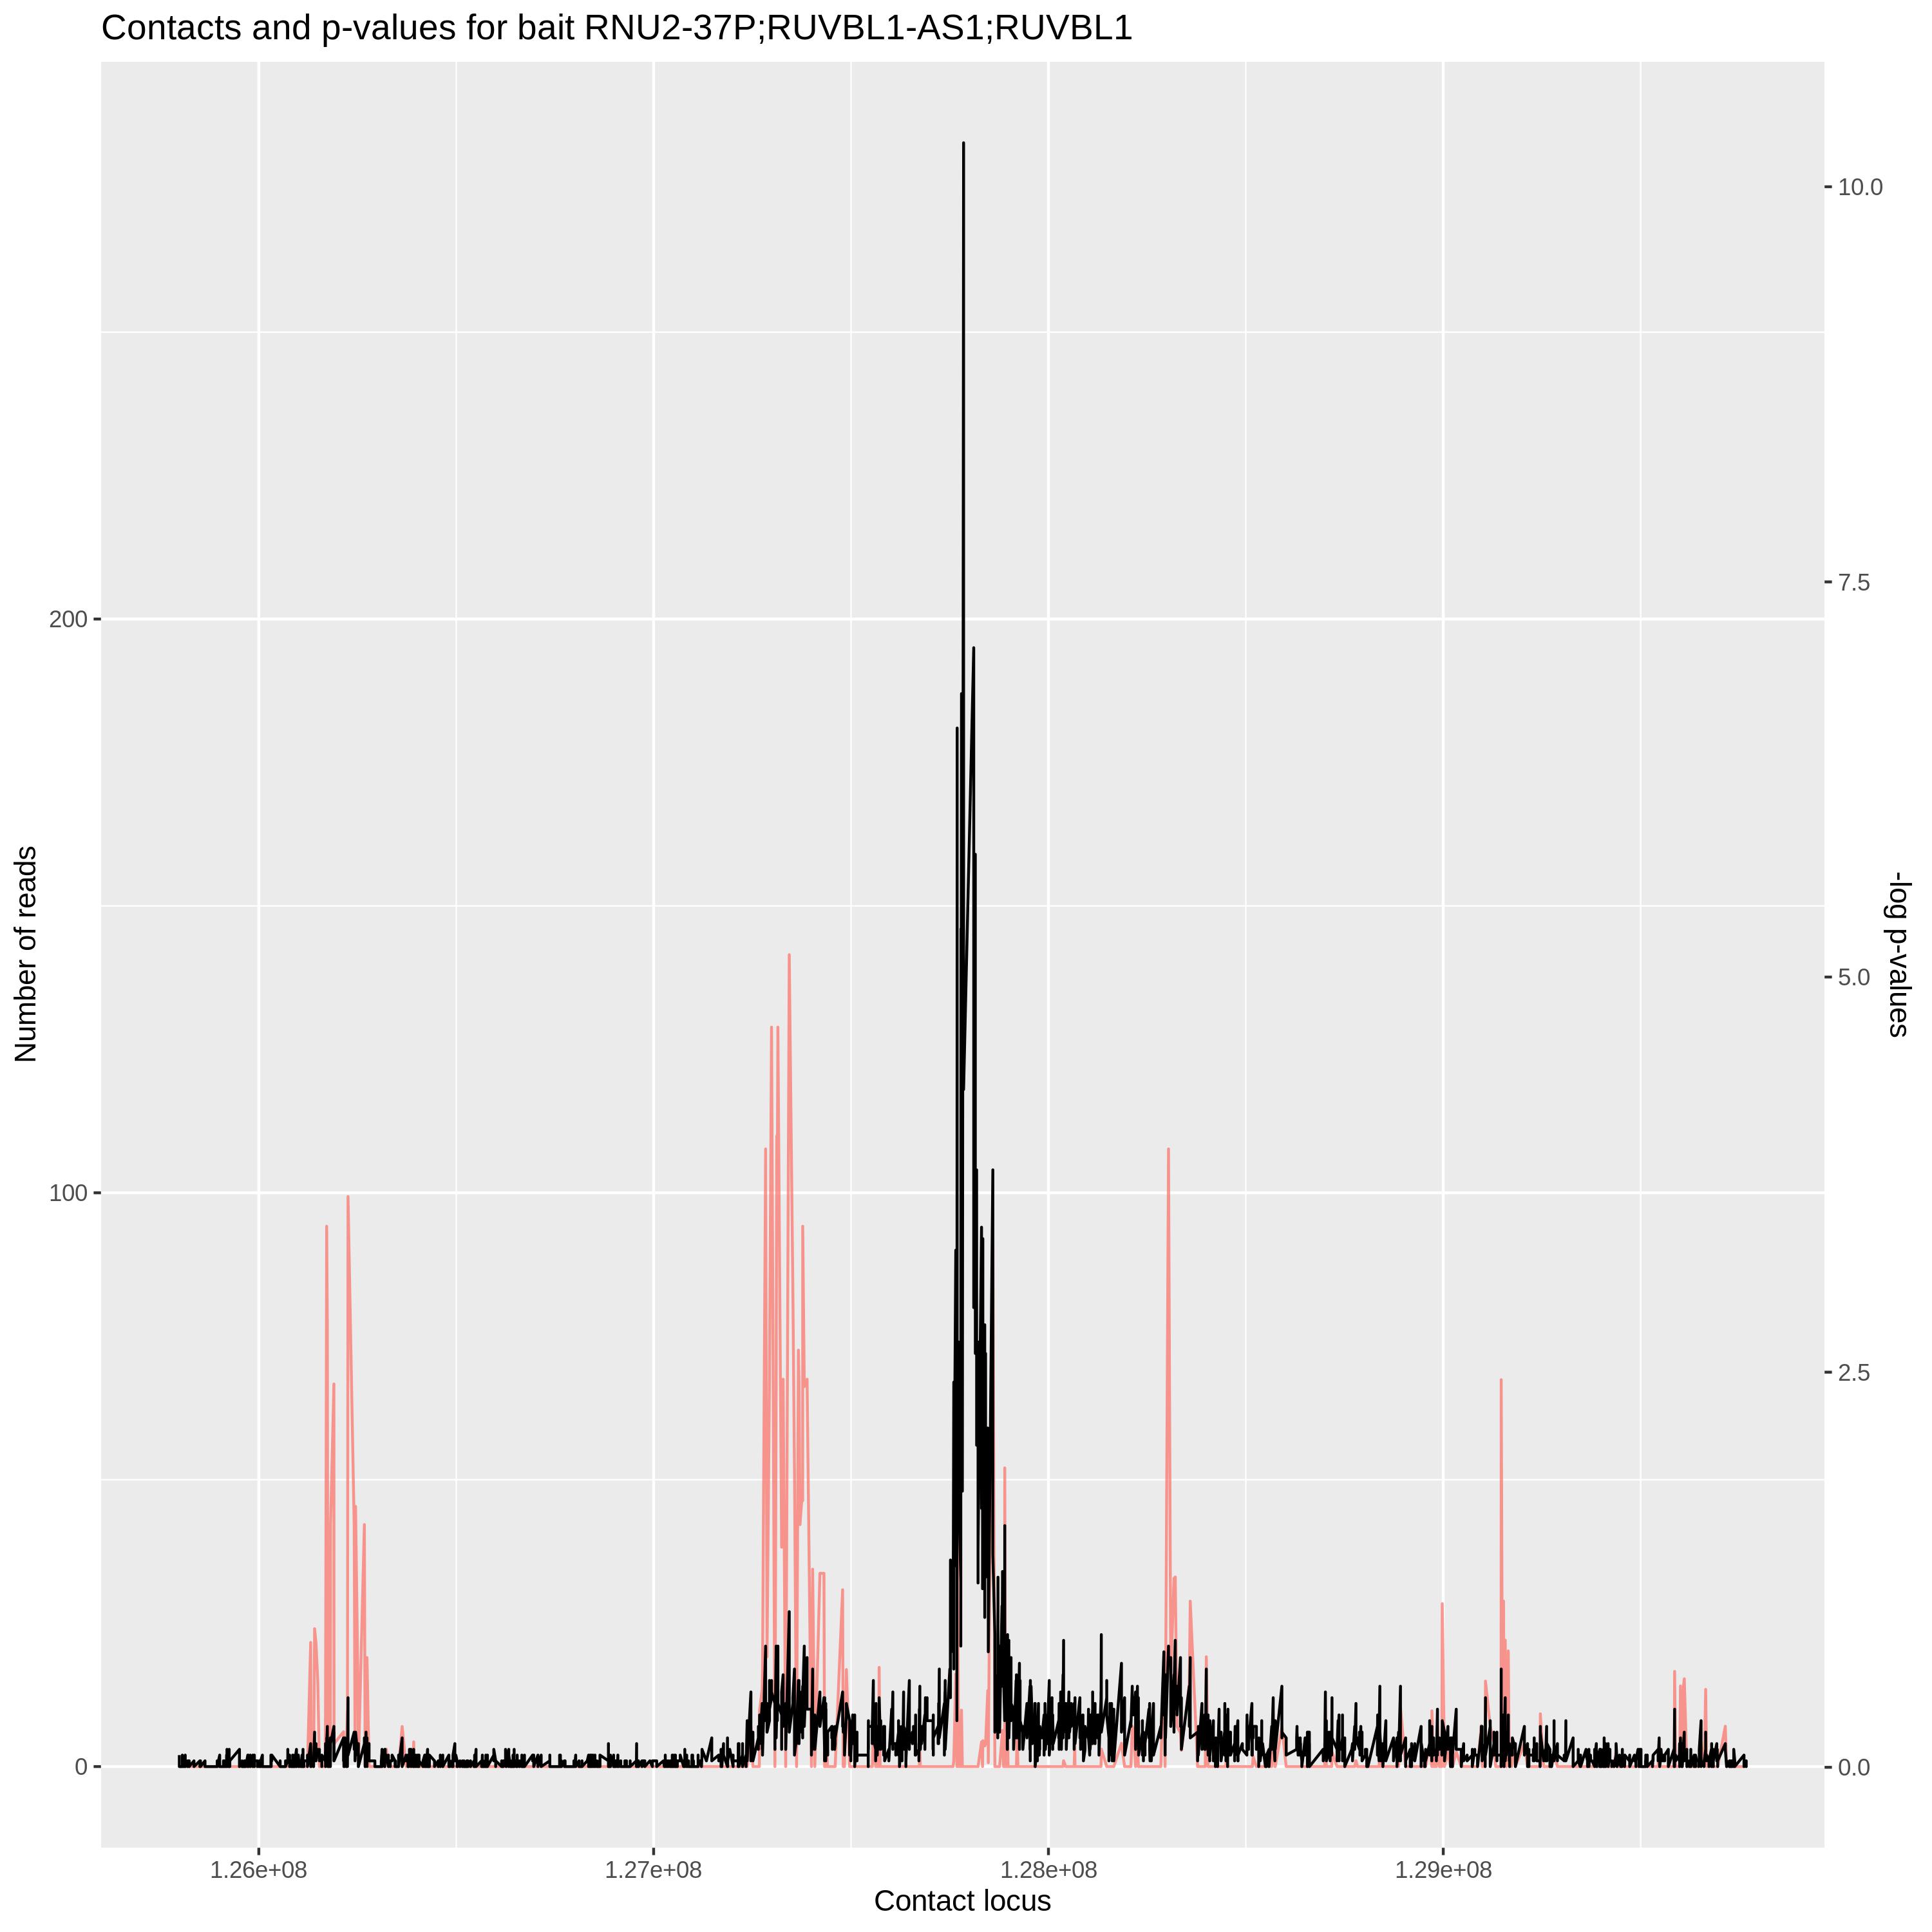 Contacts and p-values for bait RNU2-37P;RUVBL1-AS1;RUVBL1
Number of reads
200
100
0
10.0
7.5
5.0
2.5
0.0
-log p-values
1.26e+08
1.27e+08
1.28e+08
1.29e+08
Contact locus